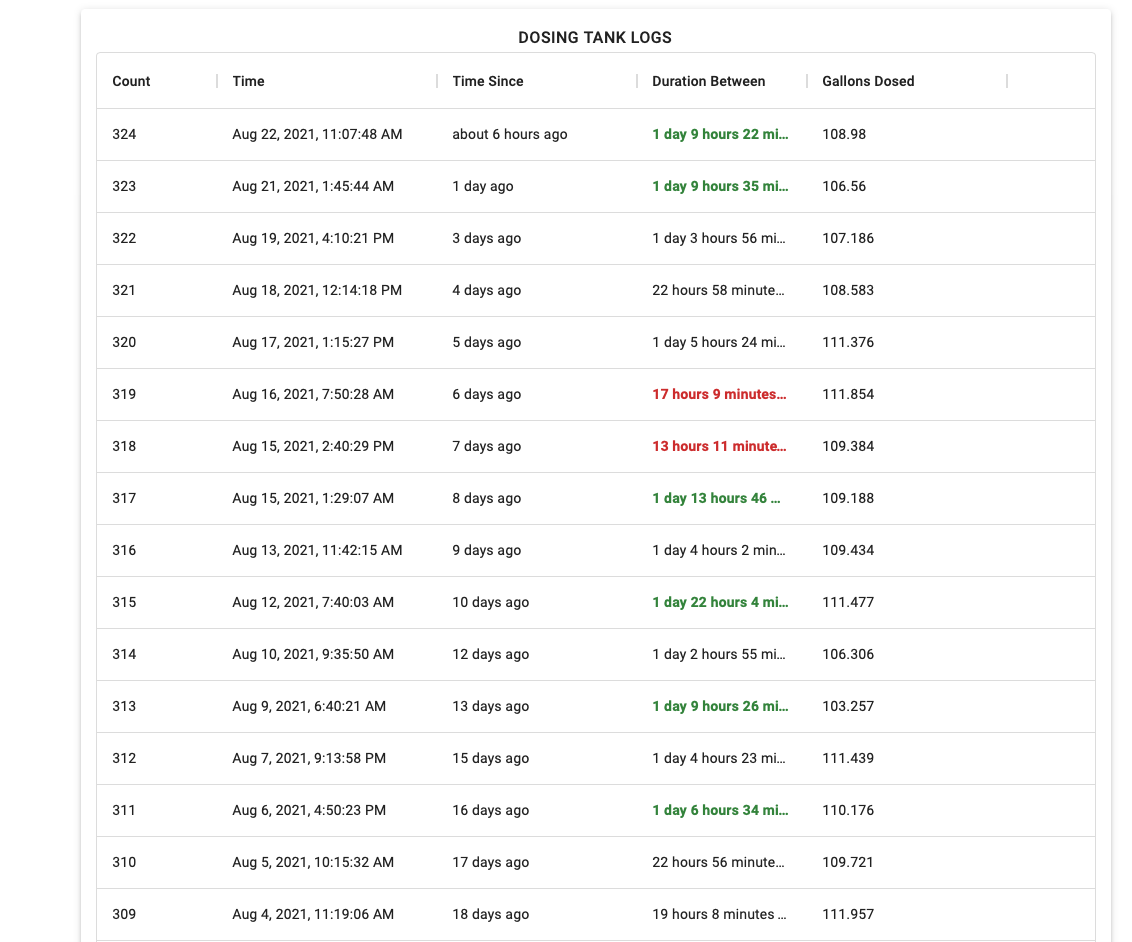 DOSING TANK LOGS
Count Time Time Since Duration Between Gallons Dosed
324 Aug 22, 2021, 11:07:48 AM about 6 hours ago 1 day 9 hours 22 mi... 108.98
323 Aug 21, 2021, 1:45:44 AM 1 day ago 1 day 9 hours 35 mi... 106.56
322 Aug 19, 2021, 4:10:21 PM 3 days ago 1 day 3 hours 56 mi... 107.186
321 Aug 18, 2021, 12:14:18 PM 4 days ago 22 hours 58 minute... 108.583
320 Aug 17, 2021, 1:15:27 PM 5 days ago 1 day 5 hours 24 mi... 111.376
319 Aug 16, 2021, 7:50:28 AM 6 days ago 17 hours 9 minutes... 111.854
318 Aug 15, 2021, 2:40:29 PM 7 days ago 13 hours 11 minute... 109.384
317 Aug 15, 2021, 1:29:07 AM 8 days ago 1 day 13 hours 46 ... 109.188
316 Aug 13, 2021, 11:42:15 AM 9 days ago 1 day 4 hours 2 min... 109.434
315 Aug 12, 2021, 7:40:03 AM 10 days ago 1 day 22 hours 4 mi... 111.477
314 Aug 10, 2021, 9:35:50 AM 12 days ago 1 day 2 hours 55 mi... 106.306
313 Aug 9, 2021, 6:40:21 AM 13 days ago 1 day 9 hours 26 mi... 103.257
312 Aug 7, 2021, 9:13:58 PM 15 days ago 1 day 4 hours 23 mi... 111.439
311 Aug 6, 2021, 4:50:23 PM 16 days ago 1 day 6 hours 34 mi... 110.176
310 Aug 5, 2021, 10:15:32 AM 17 days ago 22 hours 56 minute... 109.721
309 Aug 4, 2021, 11:19:06 AM 18 days ago 19 hours 8 minutes ... 111.957